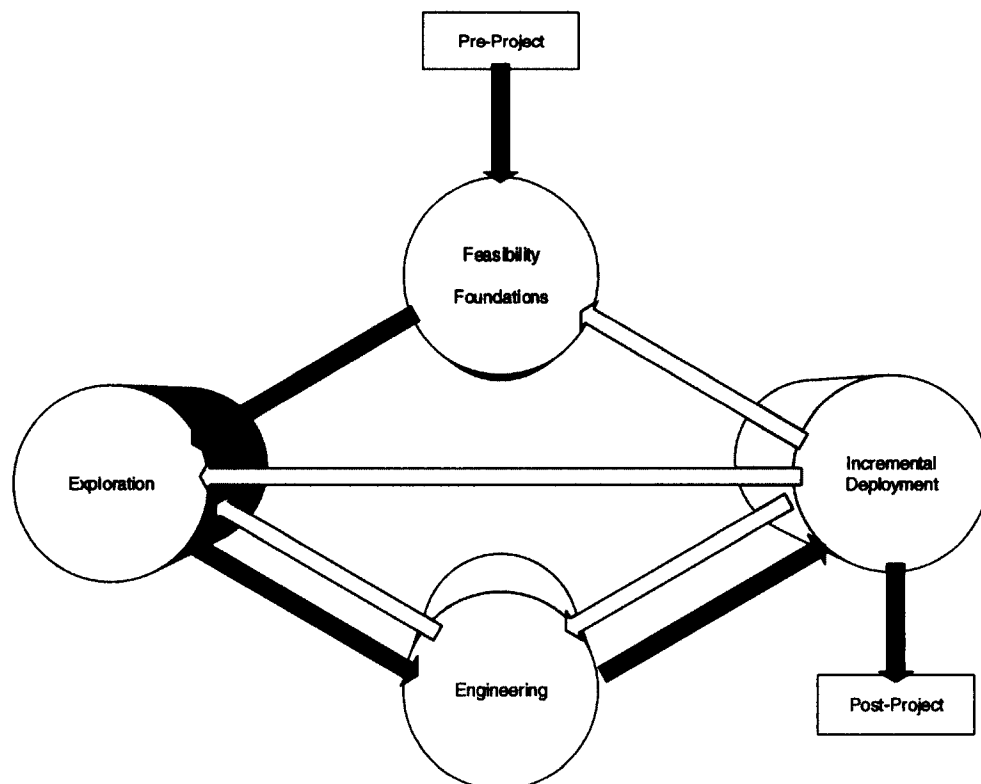 Pre-Project
Feasibility
Foundations
Exploration
Incremental
Deployment
Engineering
Post-Project